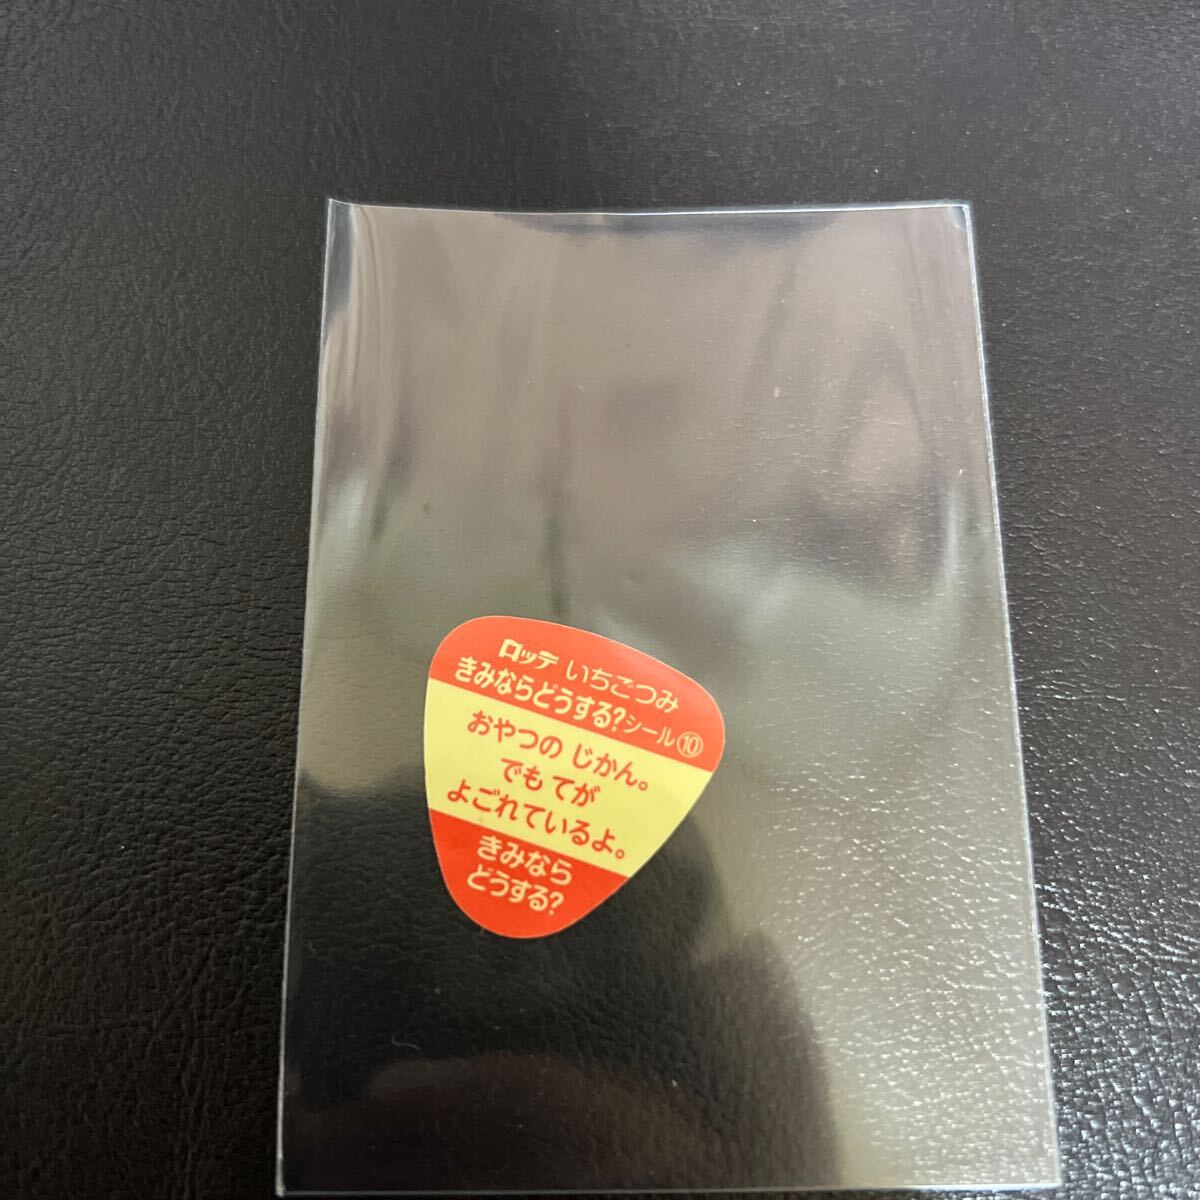 ロッテ いちごつみ
きみならどうする?シール⑩
おやつの じかん。
でも てが
よごれているよ。
きみなら
どうする?